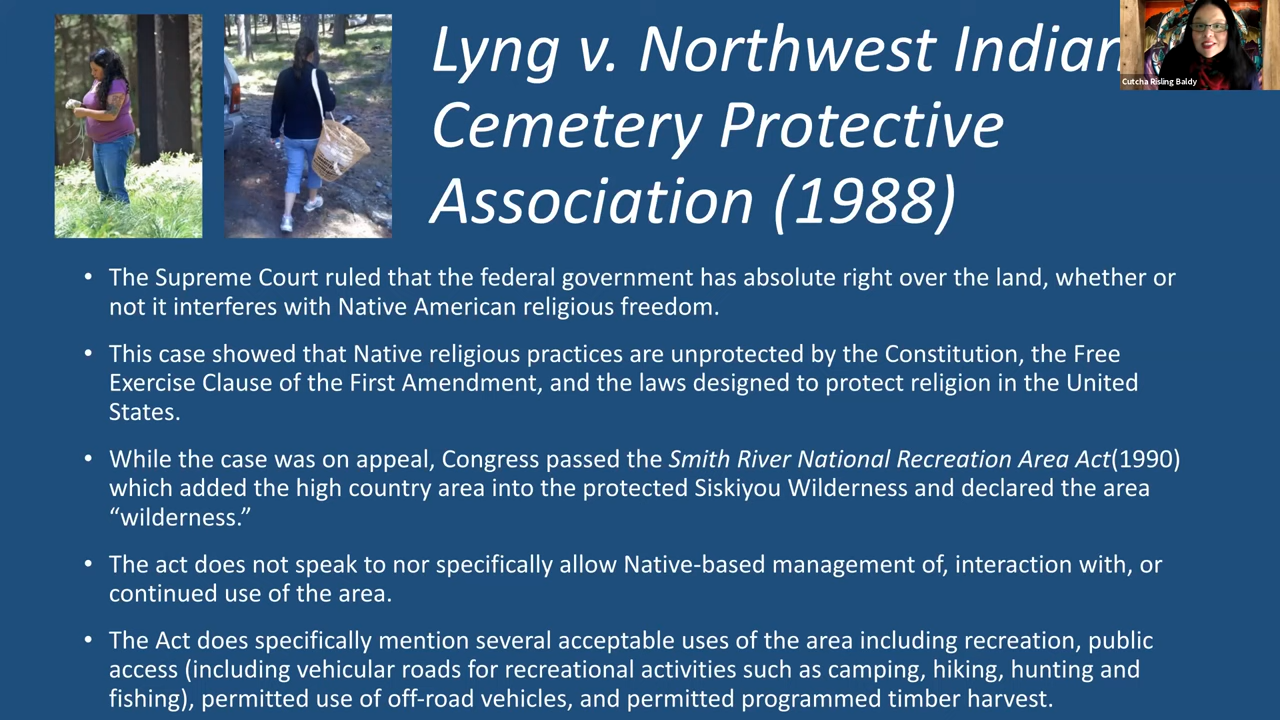 Lyng v. Northwest Indian
Cemetery Protective
Association (1988)
Cutcha Risling Baldy
• The Supreme Court ruled that the federal government has absolute right over the land, whether or
not it interferes with Native American religious freedom.
• This case showed that Native religious practices are unprotected by the Constitution, the Free
Exercise Clause of the First Amendment, and the laws designed to protect religion in the United
States.
• While the case was on appeal, Congress passed the Smith River National Recreation Area Act(1990)
which added the high country area into the protected Siskiyou Wilderness and declared the area
“wilderness.”
• The act does not speak to nor specifically allow Native-based management of, interaction with, or
continued use of the area.
• The Act does specifically mention several acceptable uses of the area including recreation, public
access (including vehicular roads for recreational activities such as camping, hiking, hunting and
fishing), permitted use of off-road vehicles, and permitted programmed timber harvest.